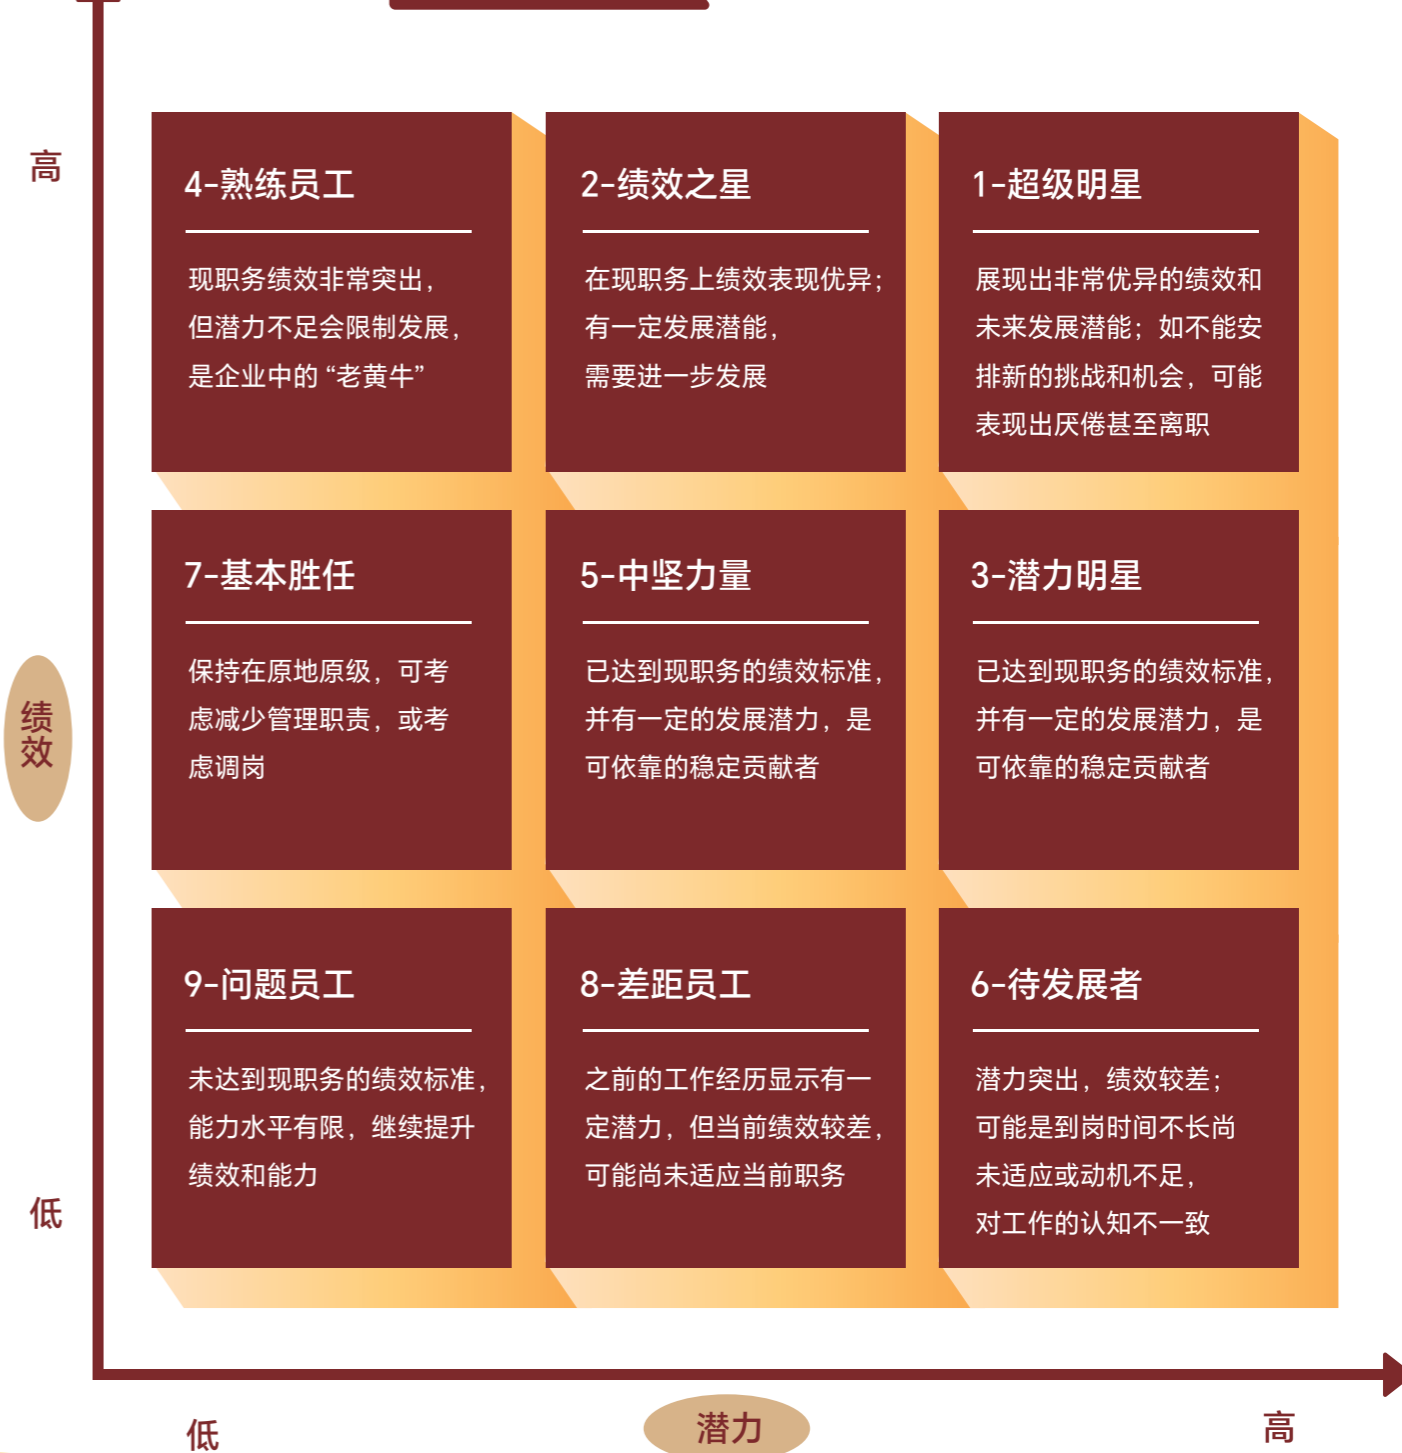 高
4-熟练员工
现职务绩效非常突出，
但潜力不足会限制发展，
是企业中的 “老黄牛”
2-绩效之星
在现职务上绩效表现优异；
有一定发展潜能，
需要进一步发展
1-超级明星
展现出非常优异的绩效和
未来发展潜能；如不能安
排新的挑战和机会，可能
表现出厌倦甚至离职
绩
效
7-基本胜任
保持在原地原级，可考
虑减少管理职责，或考
虑调岗
5-中坚力量
已达到现职务的绩效标准，
并有一定的发展潜力，是
可依靠的稳定贡献者
3-潜力明星
已达到现职务的绩效标准，
并有一定的发展潜力，是
可依靠的稳定贡献者
低
9-问题员工
未达到现职务的绩效标准，
能力水平有限，继续提升
绩效和能力
8-差距员工
之前的工作经历显示有一
定潜力，但当前绩效较差，
可能尚未适应当前职务
6-待发展者
潜力突出，绩效较差；
可能是到岗时间不长尚
未适应或动机不足，
对工作的认知不一致
低
潜力
高